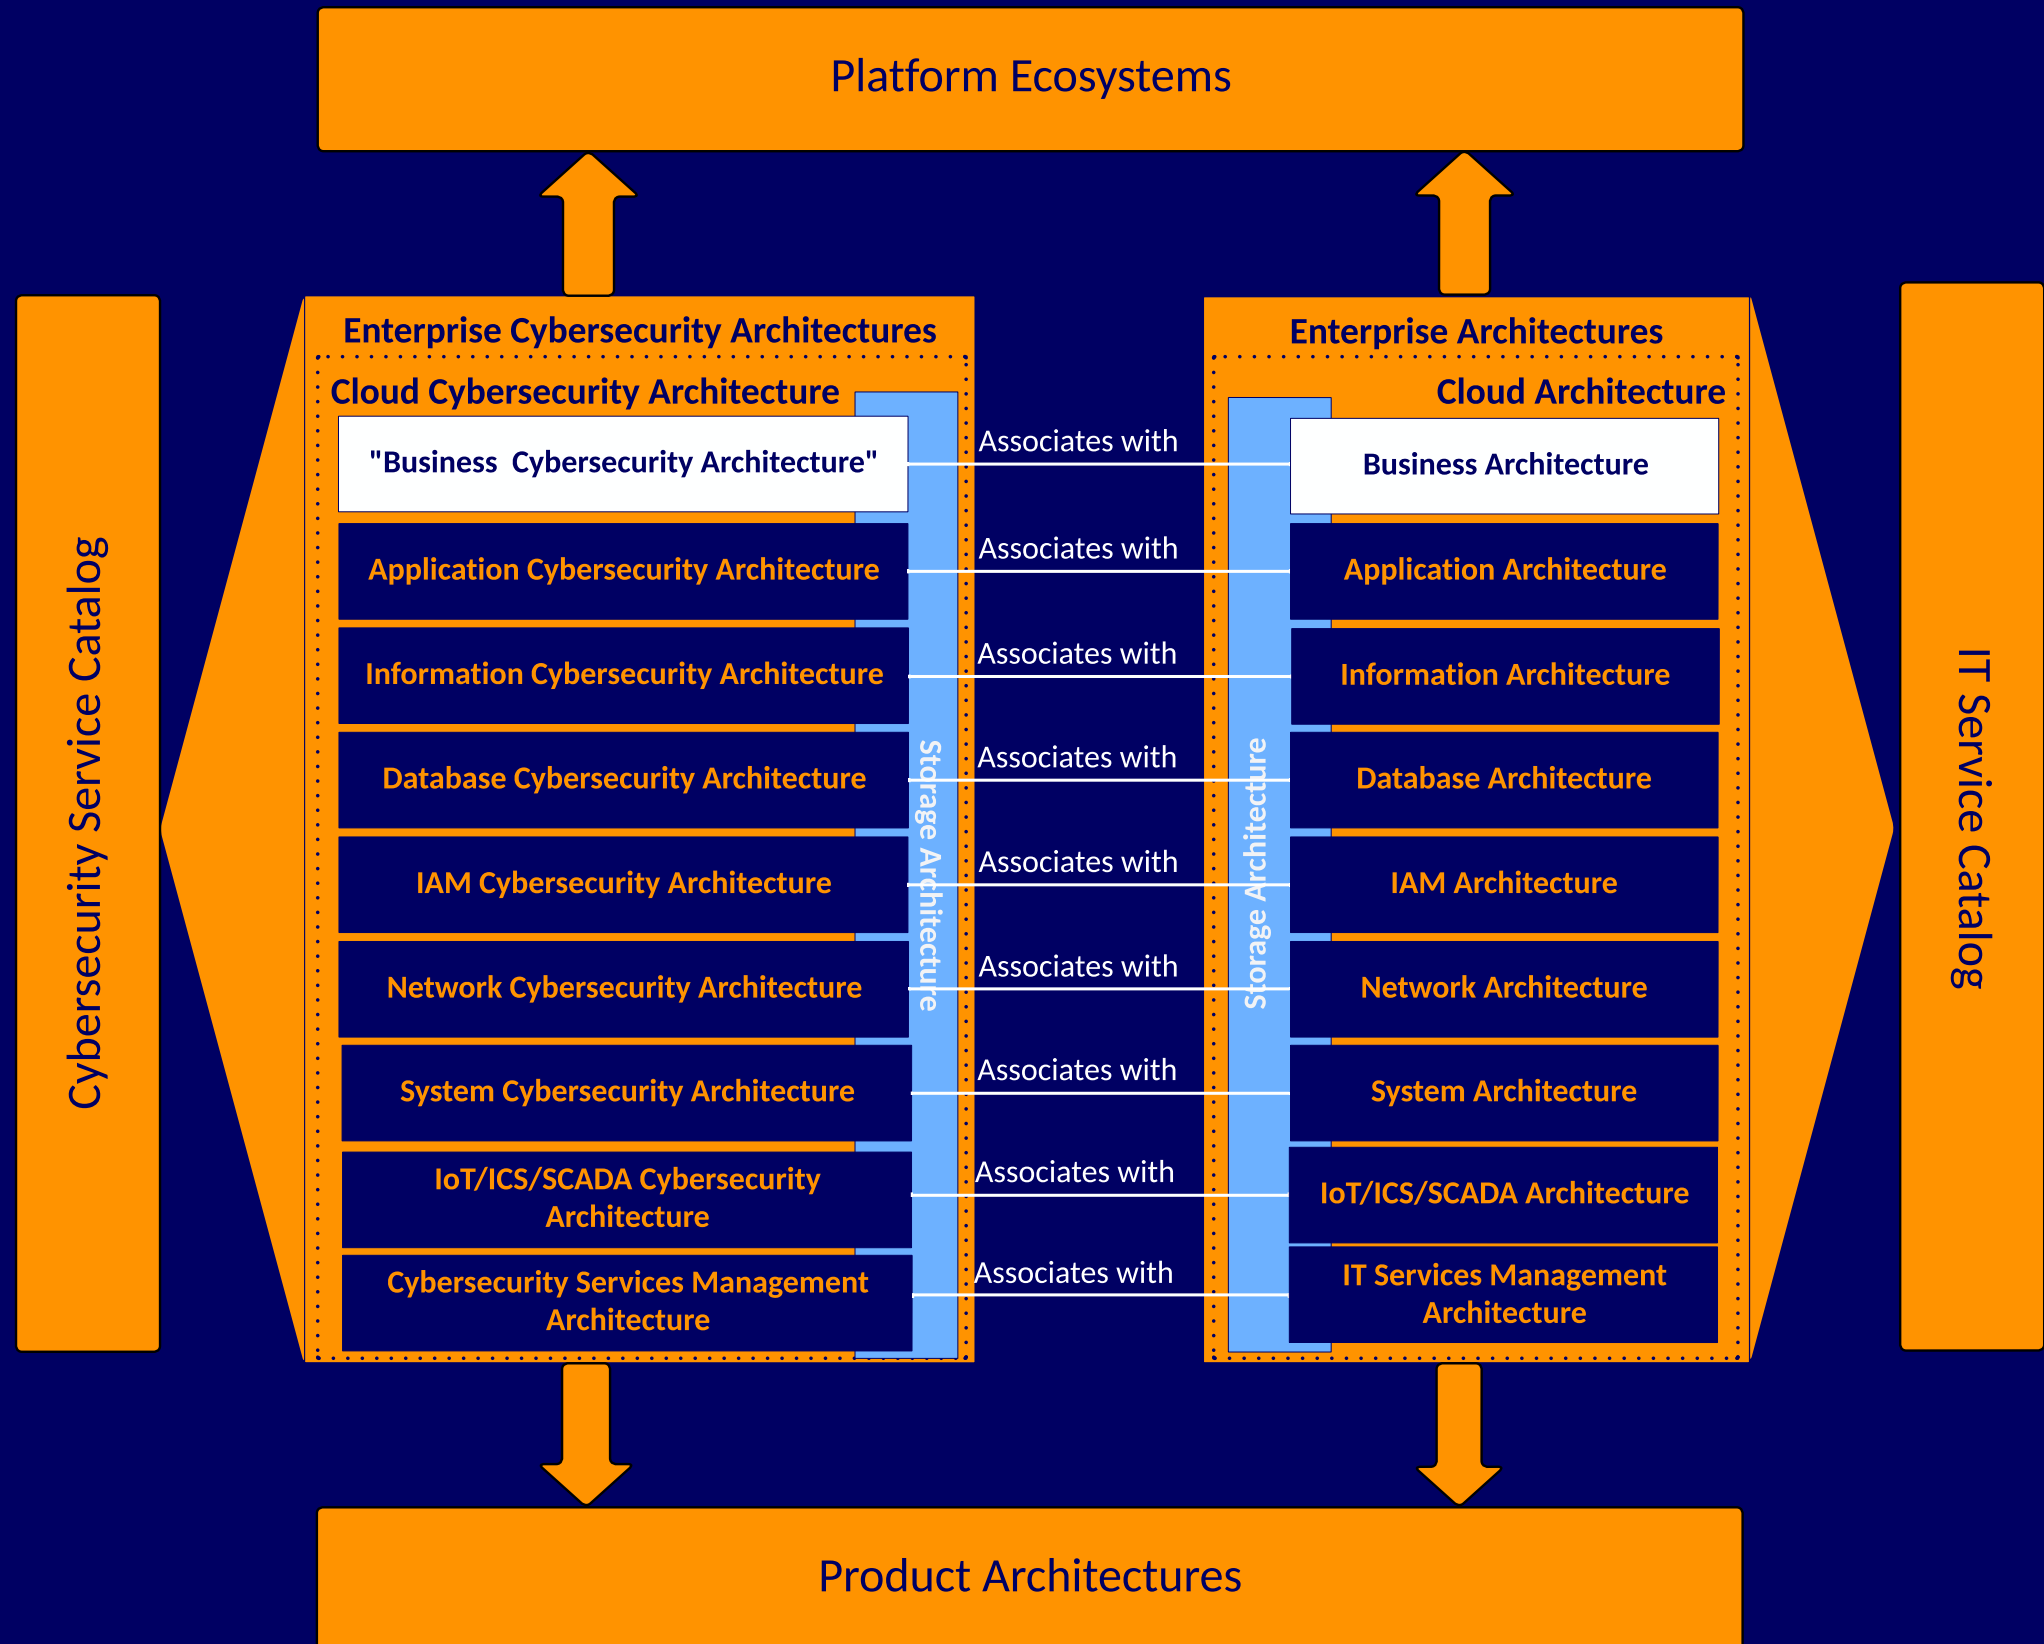 Platform Ecosystems
Cybersecurity Service Catalog
Enterprise Cybersecurity Architectures
Cloud Cybersecurity Architecture
"Business  Cybersecurity Architecture"
Application Cybersecurity Architecture
Information Cybersecurity Architecture
Database Cybersecurity Architecture
IAM Cybersecurity Architecture
Network Cybersecurity Architecture
System Cybersecurity Architecture
IoT/ICS/SCADA Cybersecurity
Architecture
Cybersecurity Services Management
Architecture
Storage Architecture
Associates with
Associates with
Associates with
Associates with
Associates with
Associates with
Associates with
Associates with
Associates with
Enterprise Architectures
Cloud Architecture
Storage Architecture
Business Architecture
Application Architecture
Information Architecture
Database Architecture
IAM Architecture
Network Architecture
System Architecture
IoT/ICS/SCADA Architecture
IT Services Management
Architecture
IT Service Catalog
Product Architectures